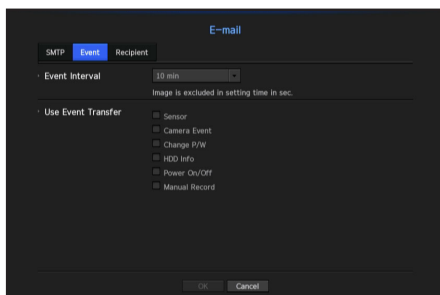 E-mail
SMTP Event Recipient
Event Interval 10 min
Image is excluded in setting time in sec.
Use Event Transfer Sensor
Camera Event
Change P/W
HDD Info
Power On/Off
Manual Record
OK Cancel